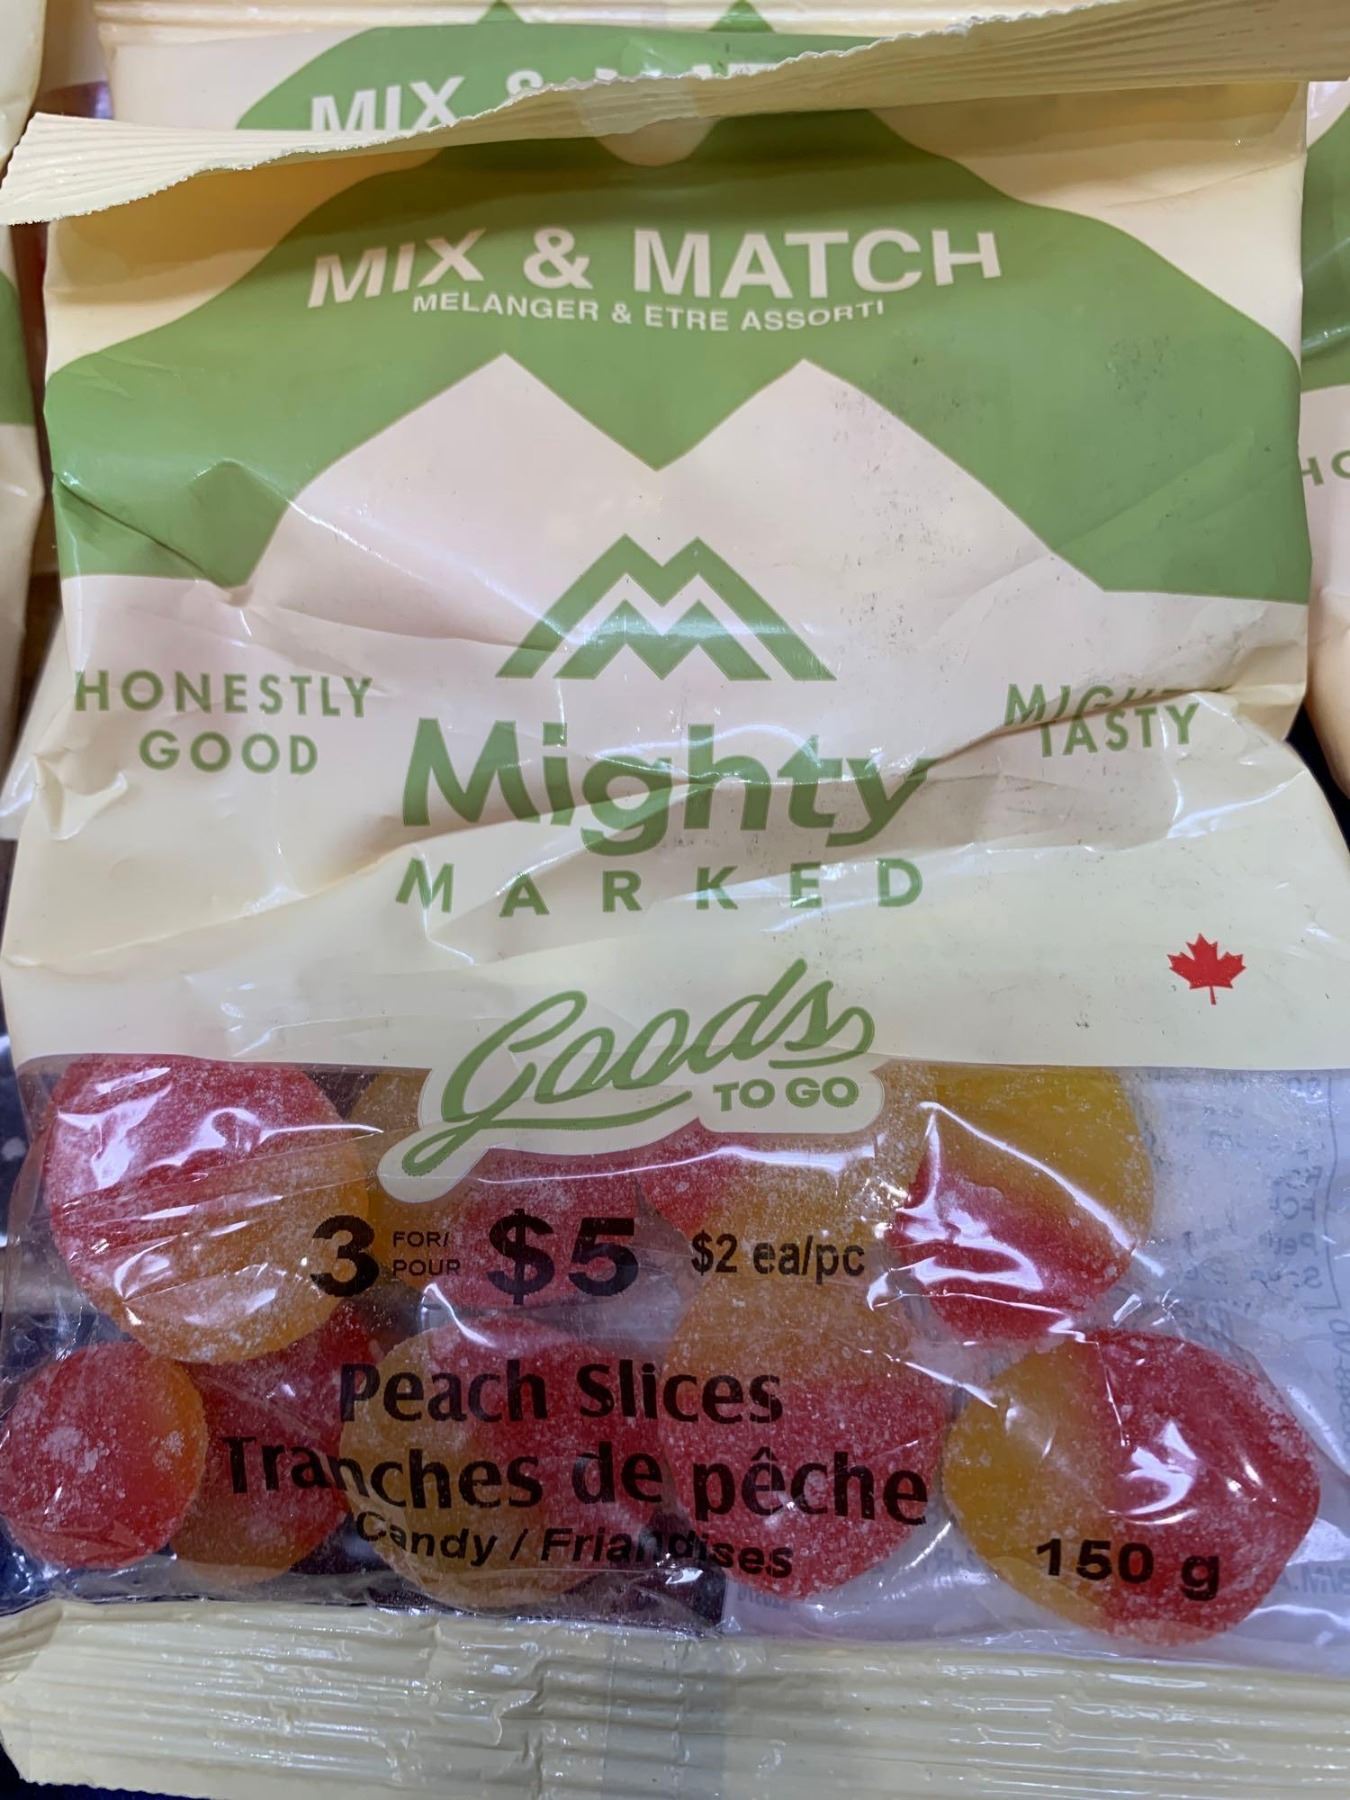 MIX &
MIX & MATCH
MELANGER & ETRE ASSORTI
HONESTLY
GOOD
TASTY
Mighty
MARKED
Goods
TO GO
3 FOR/
POUR $5 $2 ea/pc
Peach Slices
Tranches de pêche
Candy / Friandises
150 g